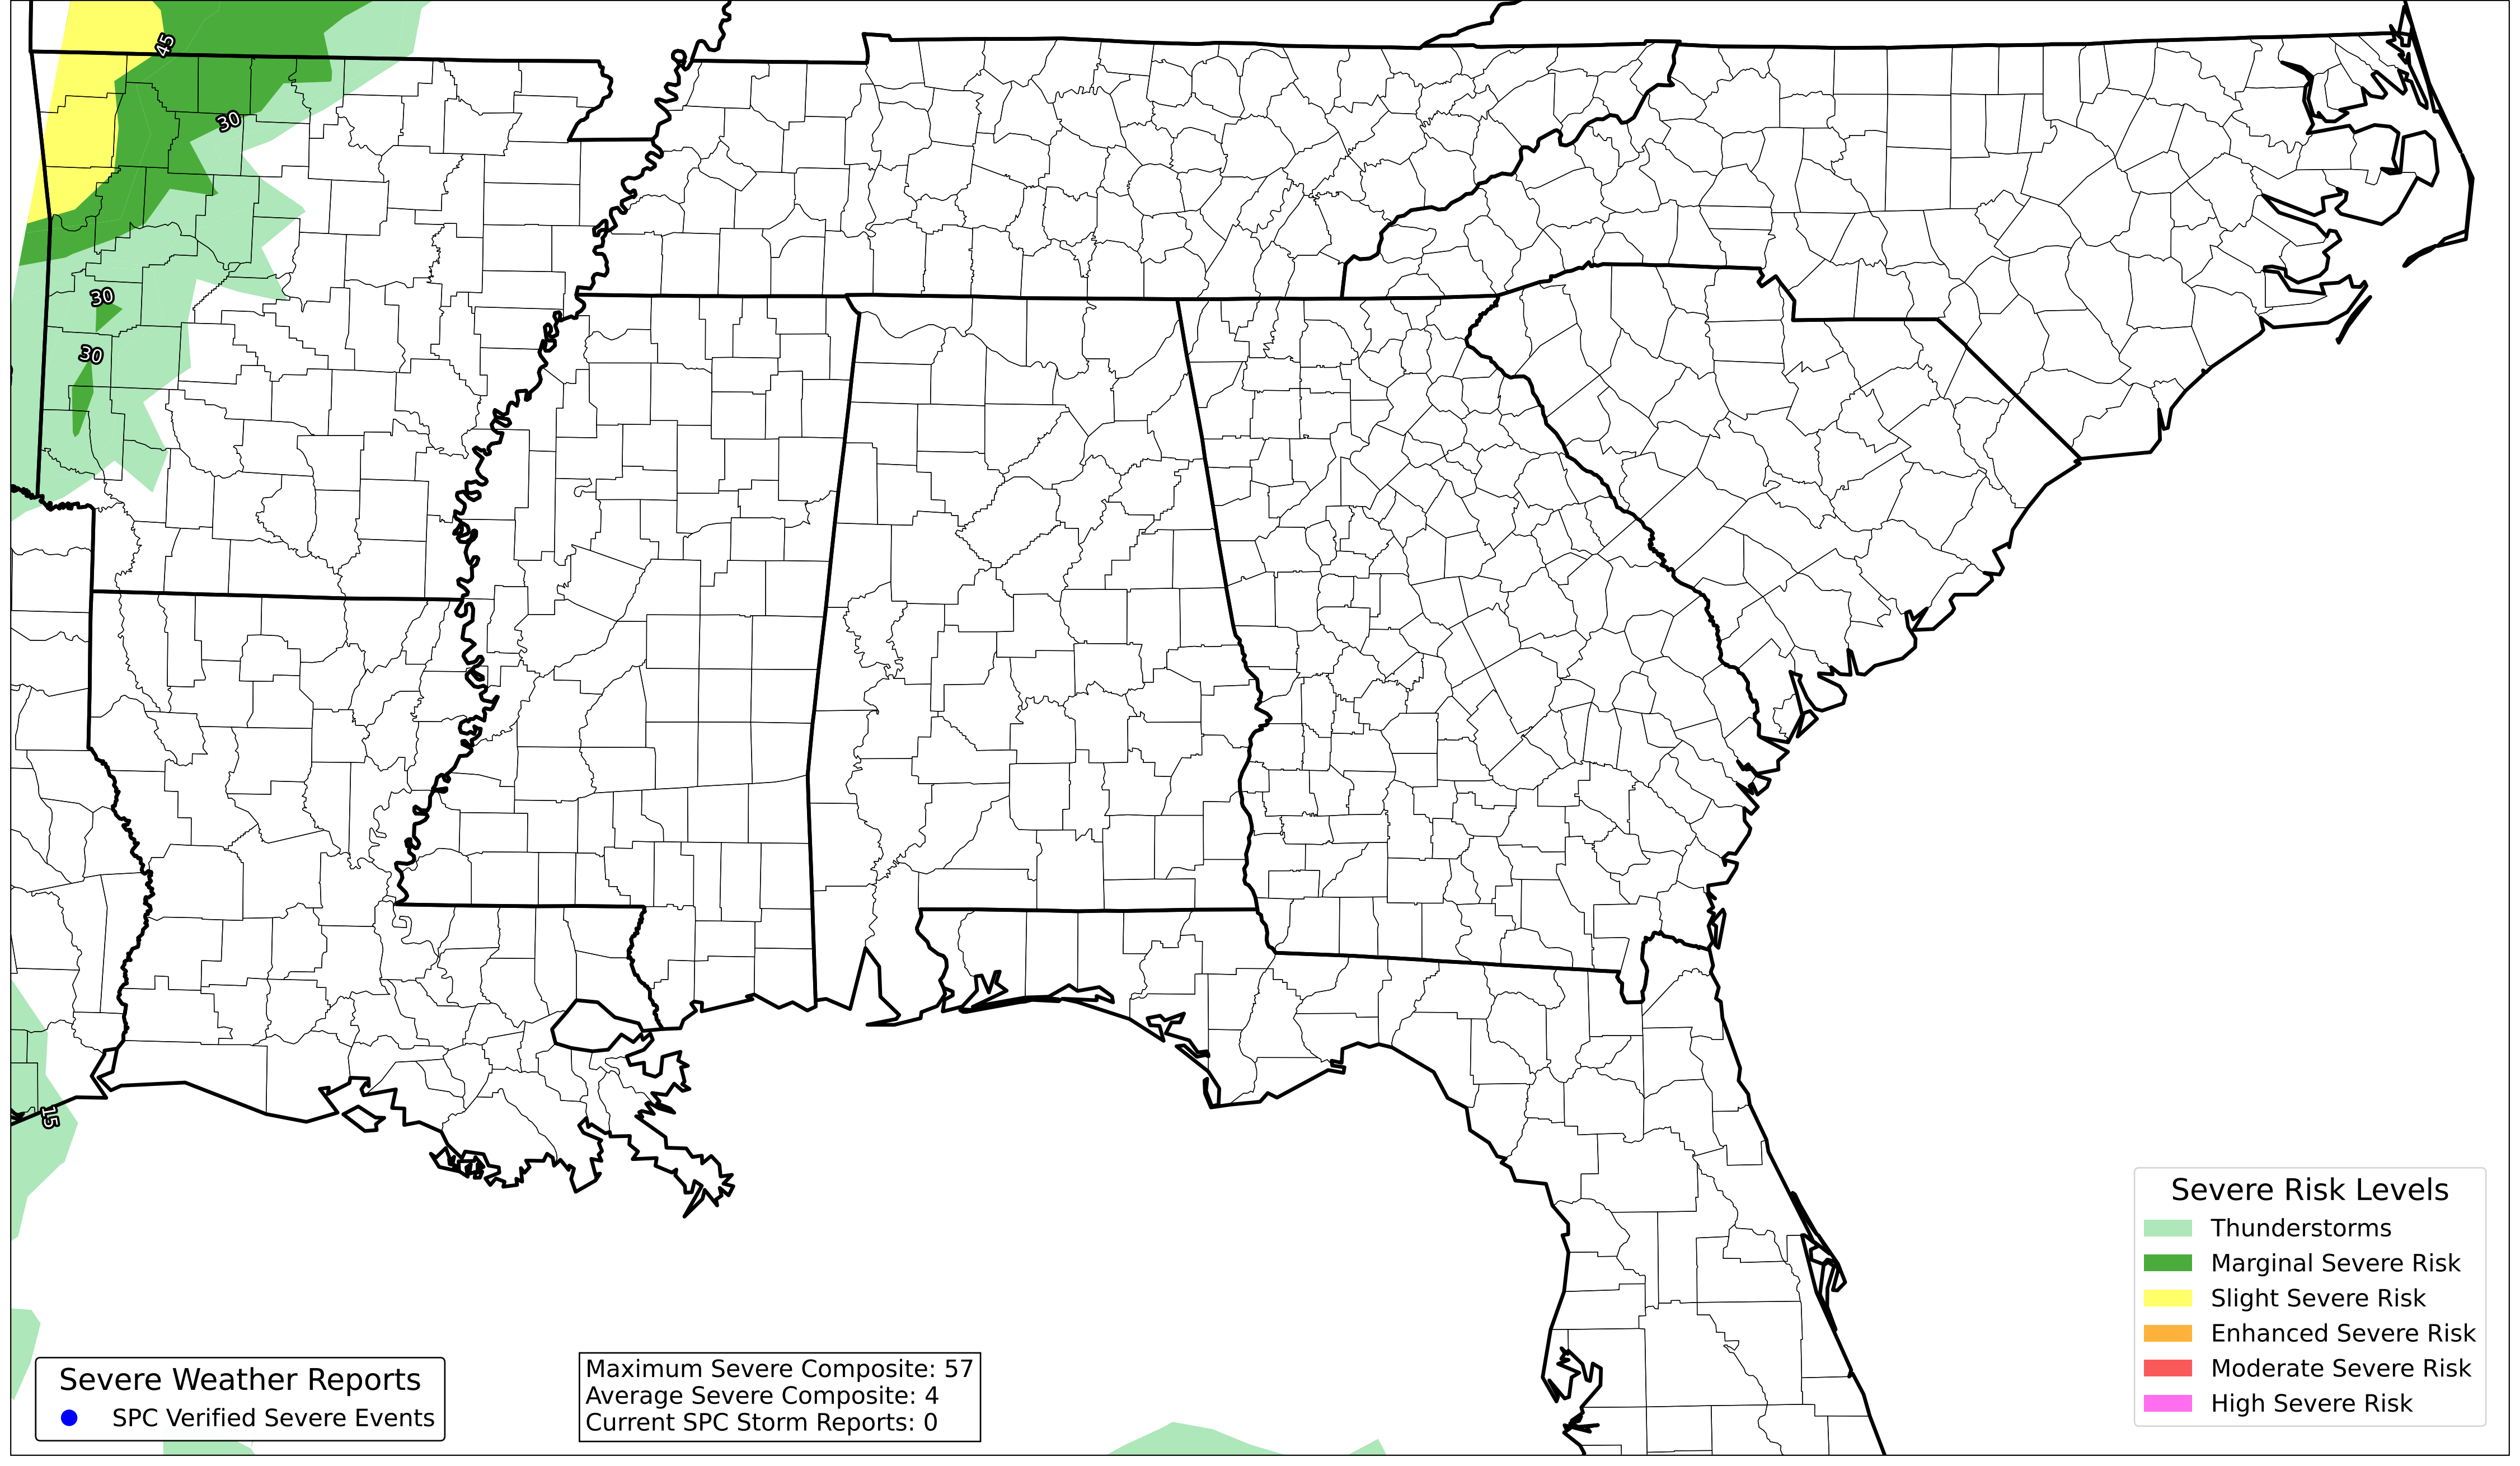 45
30
30
30
15
Severe Weather Reports
SPC Verified Severe Events
Maximum Severe Composite: 57
Average Severe Composite: 4
Current SPC Storm Reports: 0
Severe Risk Levels
Thunderstorms
Marginal Severe Risk
Slight Severe Risk
Enhanced Severe Risk
Moderate Severe Risk
High Severe Risk